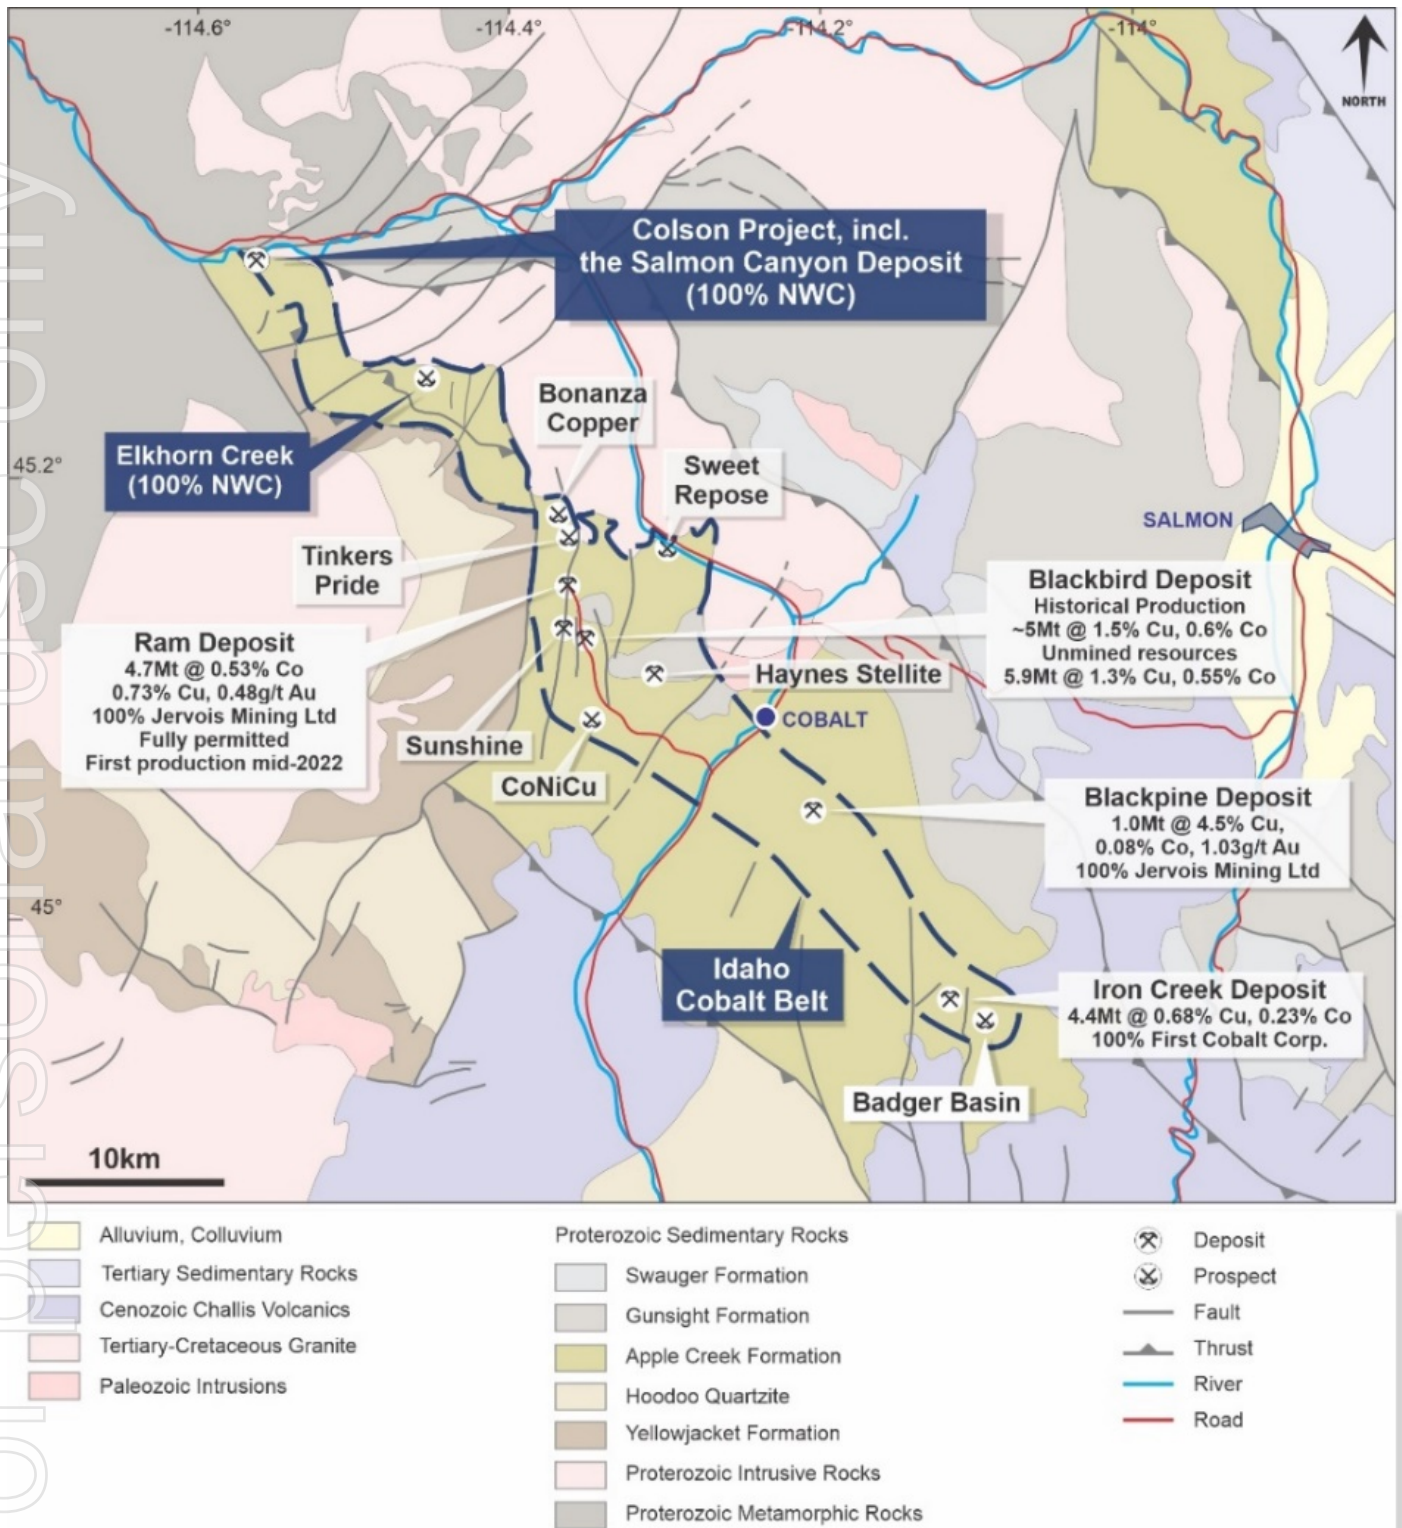 -114.6°
-114.4°
-114.2°
-114°
NORTH
Colson Project, incl.
the Salmon Canyon Deposit
(100% NWC)
Bonanza
Copper
Elkhorn Creek
(100% NWC)
45.2°
Sweet
Repose
SALMON
Tinkers
Pride
Blackbird Deposit
Historical Production
~5Mt @ 1.5% Cu, 0.6% Co
Unmined resources
5.9Mt @ 1.3% Cu, 0.55% Co
Ram Deposit
4.7Mt @ 0.53% Co
0.73% Cu, 0.48g/t Au
100% Jervois Mining Ltd
Fully permitted
First production mid-2022
Haynes Stellite
COBALT
Sunshine
CoNiCu
Blackpine Deposit
1.0Mt @ 4.5% Cu,
0.08% Co, 1.03g/t Au
100% Jervois Mining Ltd
45°
Idaho
Cobalt Belt
Iron Creek Deposit
4.4Mt @ 0.68% Cu, 0.23% Co
100% First Cobalt Corp.
Badger Basin
10km
Alluvium, Colluvium
Tertiary Sedimentary Rocks
Cenozoic Challis Volcanics
Tertiary-Cretaceous Granite
Paleozoic Intrusions
Proterozoic Sedimentary Rocks
Swauger Formation
Gunsight Formation
Apple Creek Formation
Hoodoo Quartzite
Yellowjacket Formation
Proterozoic Intrusive Rocks
Proterozoic Metamorphic Rocks
Deposit
Prospect
Fault
Thrust
River
Road